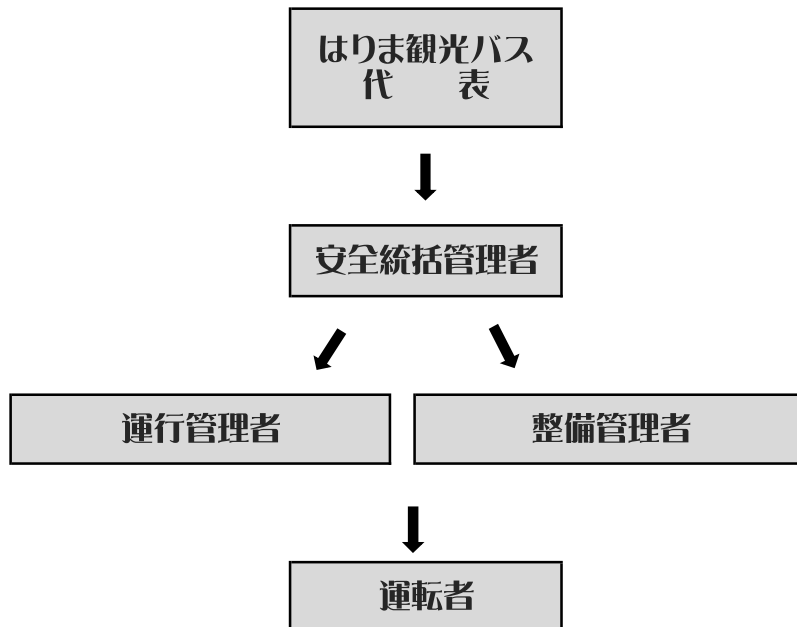 はりま観光バス
代　　表
安全統括管理者
運行管理者
整備管理者
運転者